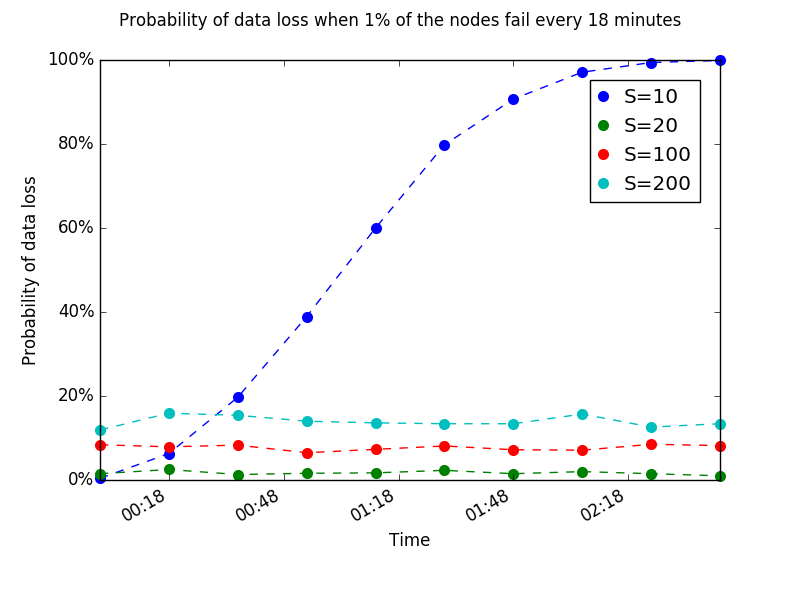 Probability of data loss when 1% of the nodes fail every 18 minutes
100%
80%
60%
40%
20%
0%
Probability of data loss
S=10
S=20
S=100
S=200
00:18
00:48
01:18
01:48
02:18
Time